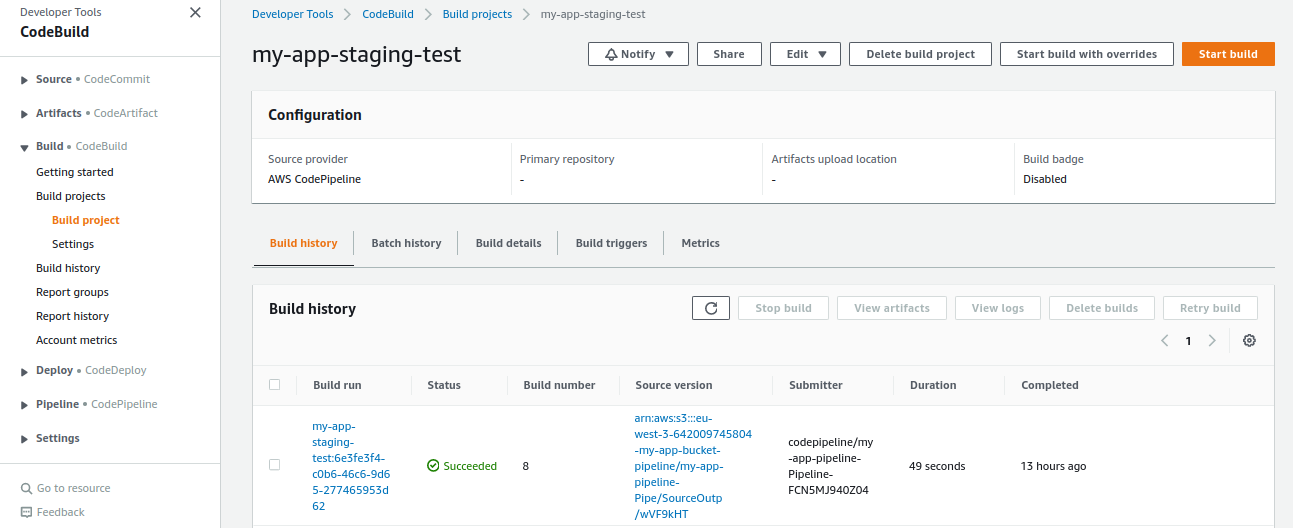 Developer Tools
CodeBuild
Source • CodeCommit
Artifacts • CodeArtifact
Build • CodeBuild
Getting started
Build projects
Build project
Settings
Build history
Report groups
Report history
Account metrics
Deploy • CodeDeploy
Pipeline • CodePipeline
Settings
Go to resource
Feedback
Developer Tools > CodeBuild > Build projects > my-app-staging-test
my-app-staging-test
Notify Share Edit Delete build project Start build with overrides Start build
Configuration
Source provider Primary repository Artifacts upload location Build badge
AWS CodePipeline - - Disabled
Build history Batch history Build details Build triggers Metrics
Build history Stop build View artifacts View logs Delete builds Retry build
1
Build run Status Build number Source version Submitter Duration Completed
my-app-
staging-
test:6e3fe3f4-
c0b6-46c6-9d6
5-277465953d
62
Succeeded
8
arn:aws:s3:::eu-
west-3-642009745804
-my-app-bucket-
pipeline/my-app-
pipeline-
Pipe/SourceOutp
/wVF9kHT
codepipeline/my
-app-pipeline-
Pipeline-
FCN5MJ940Z04
49 seconds
13 hours ago